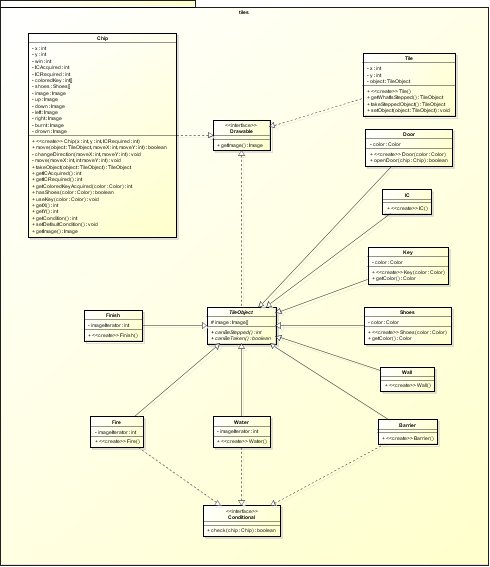 tiles
Chip
- x : int
- y : int
- win : int
- ICAcquired : int
- ICRequired : int
- coloredKey : int[]
- shoes : Shoes[]
- image : Image
- up : Image
- down : Image
- left : Image
- right : Image
- burnt : Image
- drown : Image
+ <<create>> Chip(x : int, y : int, ICRequired : int)
+ move(object : TileObject, moveX : int, moveY : int) : boolean
- changeDirection(moveX : int, moveY : int) : void
- move(moveX : int, moveY : int) : void
+ takeObject(object : TileObject) : void
+ getICAcquired() : int
+ getICRequired() : int
+ getColoredKeyAcquired(color : Color) : int
+ hasShoes(color : Color) : boolean
+ useKey(color : Color) : void
+ getX() : int
+ getY() : int
+ getCondition() : int
+ setDefaultCondition() : void
+ getImage() : Image
<<interface>>
Drawable
+ getImage() : Image
Tile
- x : int
- y : int
- object : TileObject
+ <<create>> Tile()
+ getWhatIsStepped() : TileObject
+ takeSteppedObject() : TileObject
+ setObject(object : TileObject) : void
Door
- color : Color
+ <<create>> Door(color : Color)
+ openDoor(chip : Chip) : boolean
IC
+ <<create>> IC()
Key
- color : Color
+ <<create>> Key(color : Color)
+ getColor() : Color
Finish
- imageIterator : int
+ <<create>> Finish()
TileObject
# image : Image[]
+ canBeStepped() : int
+ canBeTaken() : boolean
Shoes
- color : Color
+ <<create>> Shoes(color : Color)
+ getColor() : Color
Wall
+ <<create>> Wall()
Fire
- imageIterator : int
+ <<create>> Fire()
Water
- imageIterator : int
+ <<create>> Water()
Barrier
+ <<create>> Barrier()
<<interface>>
Conditional
+ check(chip : Chip) : boolean